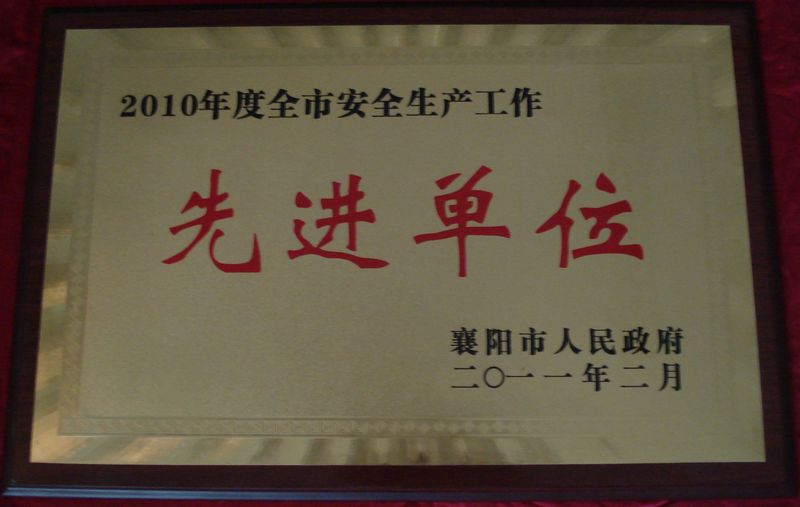 2010年度全市安全生产工作
先进单位
襄阳市人民政府
二〇一一年二月